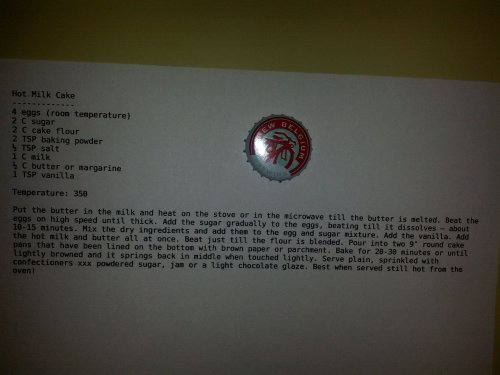 Hot Milk Cake
-------------
4 eggs (room temperature)
2 C sugar
2 C cake flour
2 TSP baking powder
½ TSP salt
1 C milk
½ C butter or margarine
1 TSP vanilla
Temperature: 350
Put the butter in the milk and heat on the stove or in the microwave till the butter is melted. Beat the
eggs on high speed until thick. Add the sugar gradually to the eggs, beating till it dissolves – about
10-15 minutes. Mix the dry ingredients and add them to the egg and sugar mixture. Add the vanilla. Add
the hot milk and butter all at once. Beat just till the flour is blended. Pour into two 9" round cake
pans that have been lined on the bottom with brown paper or parchment. Bake for 20-30 minutes or until
lightly browned and it springs back in middle when touched lightly. Serve plain, sprinkled with
confectioners xxx powdered sugar, jam or a light chocolate glaze. Best when served still hot from the
oven!
NEW BELGIUM